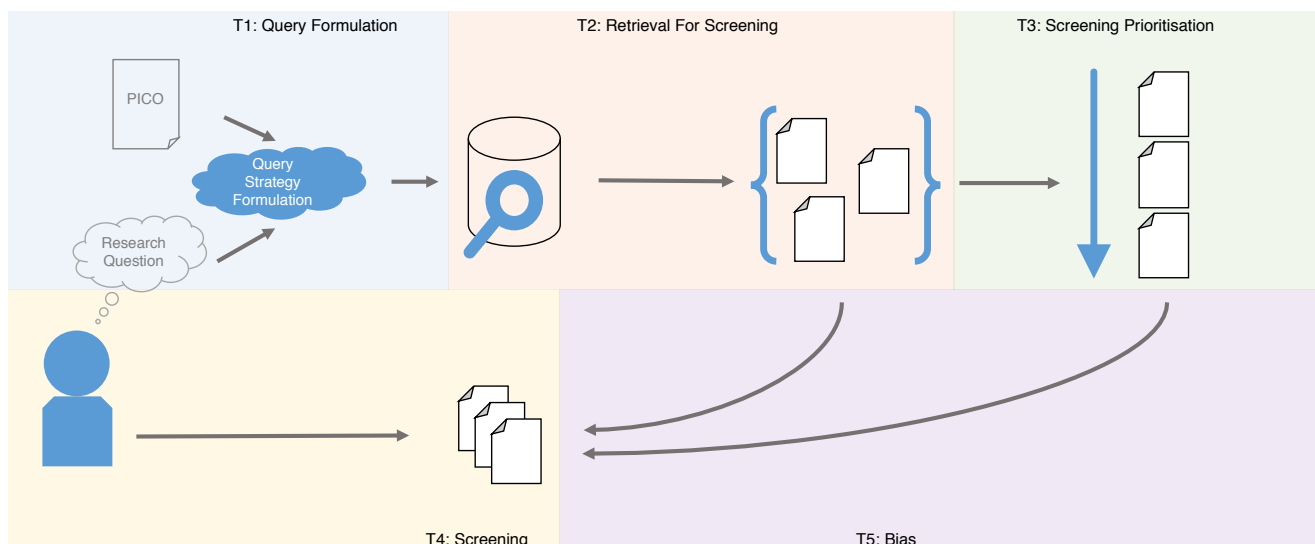 T1: Query Formulation
T2: Retrieval For Screening
T3: Screening Prioritisation
PICO
Query
Strategy
Formulation
Research
Question
T4: Screening
T5: Bias